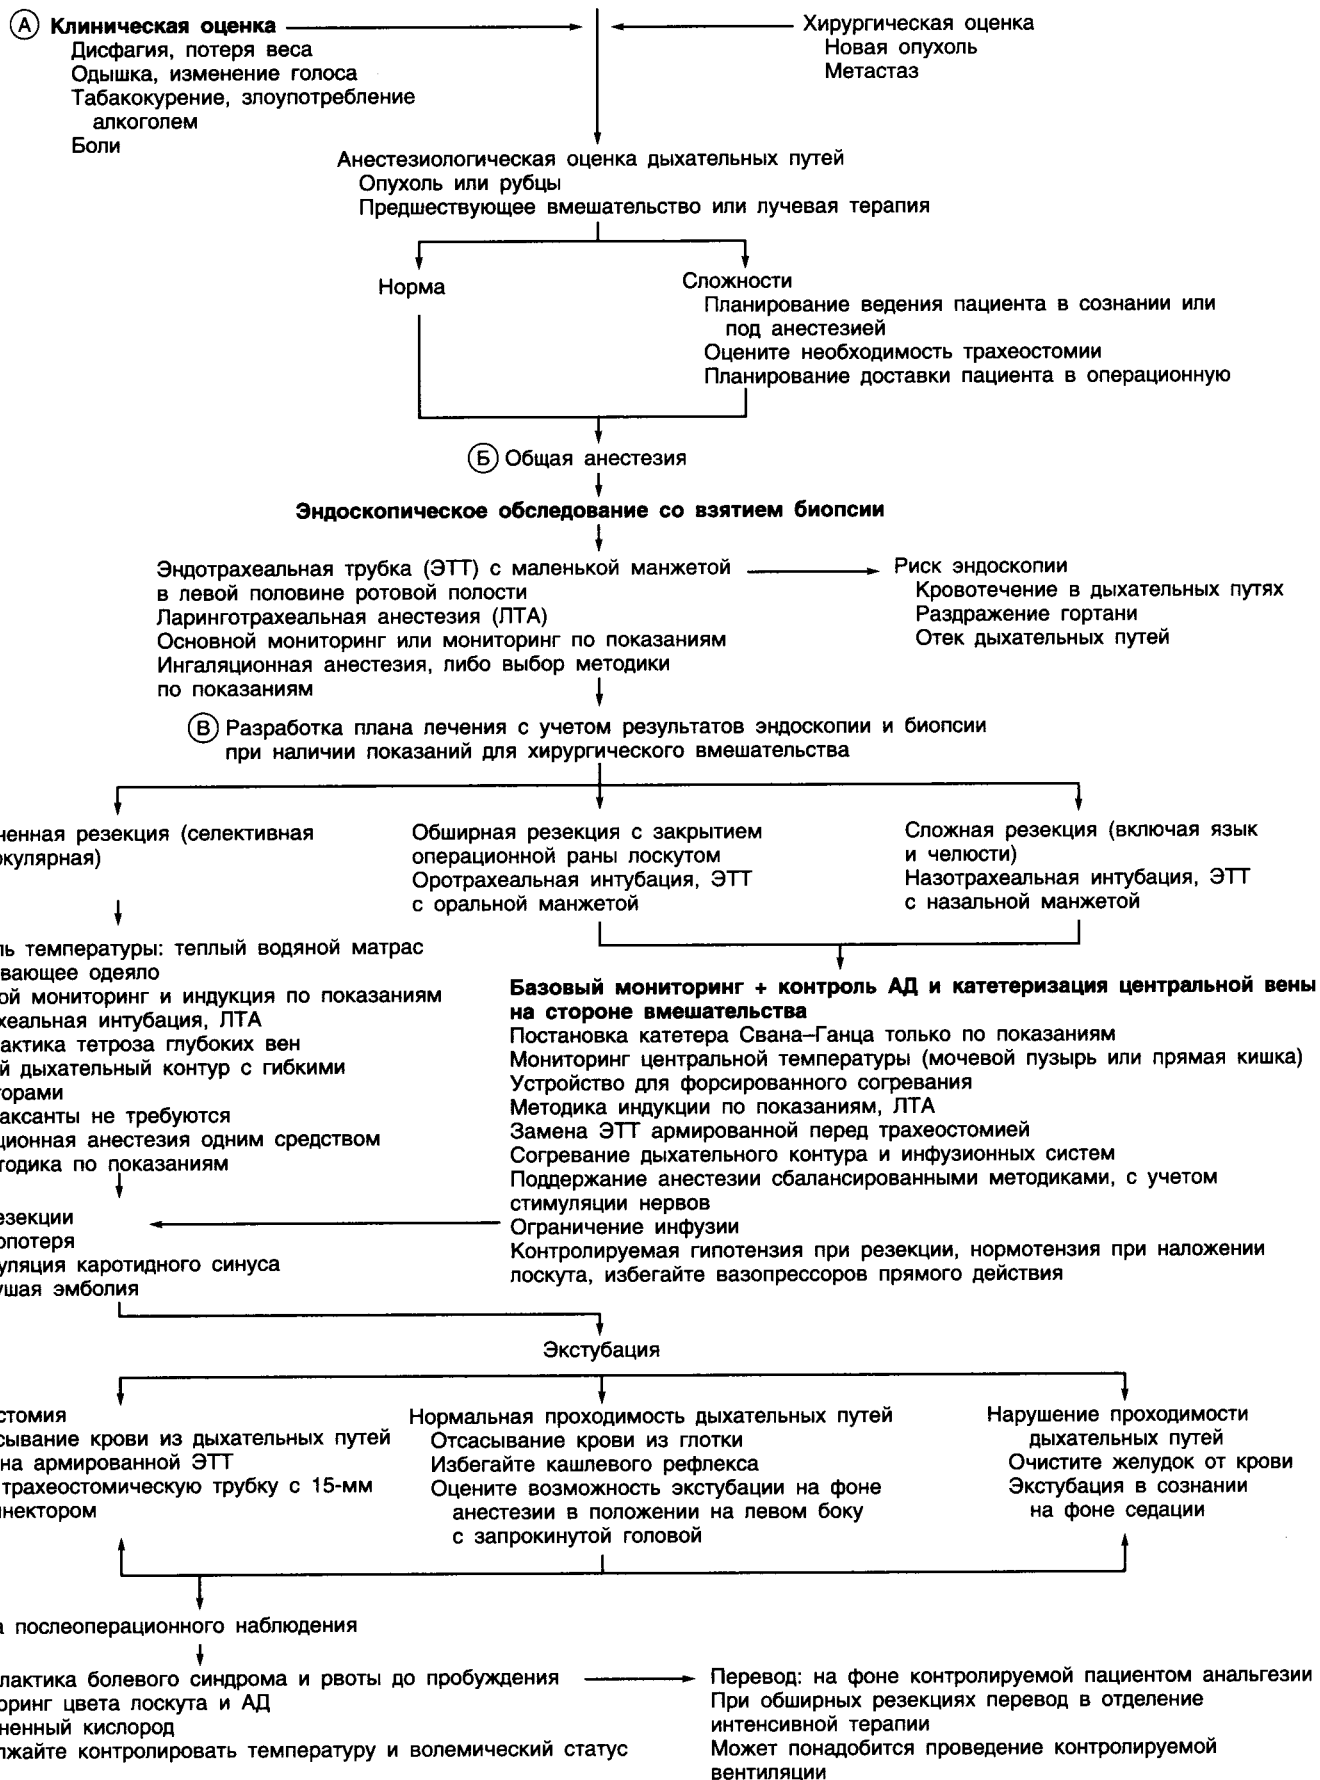 А Клиническая оценка
Дисфагия, потеря веса
Одышка, изменение голоса
Табакокурение, злоупотребление
алкоголем
Боли
Хирургическая оценка
Новая опухоль
Метастаз
Анестезиологическая оценка дыхательных путей
Опухоль или рубцы
Предшествующее вмешательство или лучевая терапия
Норма
Сложности
Планирование ведения пациента в сознании или
под анестезией
Оцените необходимость трахеостомии
Планирование доставки пациента в операционную
Б Общая анестезия
Эндоскопическое обследование со взятием биопсии
Эндотрахеальная трубка (ЭТТ) с маленькой манжетой
в левой половине ротовой полости
Ларинготрахеальная анестезия (ЛТА)
Основной мониторинг или мониторинг по показаниям
Ингаляционная анестезия, либо выбор методики
по показаниям
Риск эндоскопии
Кровотечение в дыхательных путях
Раздражение гортани
Отек дыхательных путей
В Разработка плана лечения с учетом результатов эндоскопии и биопсии
при наличии показаний для хирургического вмешательства
ченная резекция (селективная
окулярная)
Обширная резекция с закрытием
операционной раны лоскутом
Оротрахеальная интубация, ЭТТ
с оральной манжетой
Сложная резекция (включая язык
и челюсти)
Назотрахеальная интубация, ЭТТ
с назальной манжетой
ль температуры: теплый водяной матрас
вающее одеяло
ой мониторинг и индукция по показаниям
хеальная интубация, ЛТА
актика тетроза глубоких вен
й дыхательный контур с гибкими
торами
аксанты не требуются
ционная анестезия одним средством
тодика по показаниям
Базовый мониторинг + контроль АД и катетеризация центральной вены
на стороне вмешательства
Постановка катетера Свана–Ганца только по показаниям
Мониторинг центральной температуры (мочевой пузырь или прямая кишка)
Устройство для форсированного согревания
Методика индукции по показаниям, ЛТА
Замена ЭТТ армированной перед трахеостомией
Согревание дыхательного контура и инфузионных систем
Поддержание анестезии сбалансированными методиками, с учетом
стимуляции нервов
Ограничение инфузии
Контролируемая гипотензия при резекции, нормотензия при наложении
лоскута, избегайте вазопрессоров прямого действия
езекции
опотеря
уляция каротидного синуса
ушая эмболия
Экстубация
стомия
сывание крови из дыхательных путей
на армированной ЭТТ
трахеостомическую трубку с 15-мм
ннектором
Нормальная проходимость дыхательных путей
Отсасывание крови из глотки
Избегайте кашлевого рефлекса
Оцените возможность экстубации на фоне
анестезии в положении на левом боку
с запрокинутой головой
Нарушение проходимости
дыхательных путей
Очистите желудок от крови
Экстубация в сознании
на фоне седации
а послеоперационного наблюдения
лактика болевого синдрома и рвоты до пробуждения
оринг цвета лоскута и АД
ненный кислород
лжайте контролировать температуру и волемический статус
Перевод: на фоне контролируемой пациентом анальгезии
При обширных резекциях перевод в отделение
интенсивной терапии
Может понадобится проведение контролируемой
вентиляции